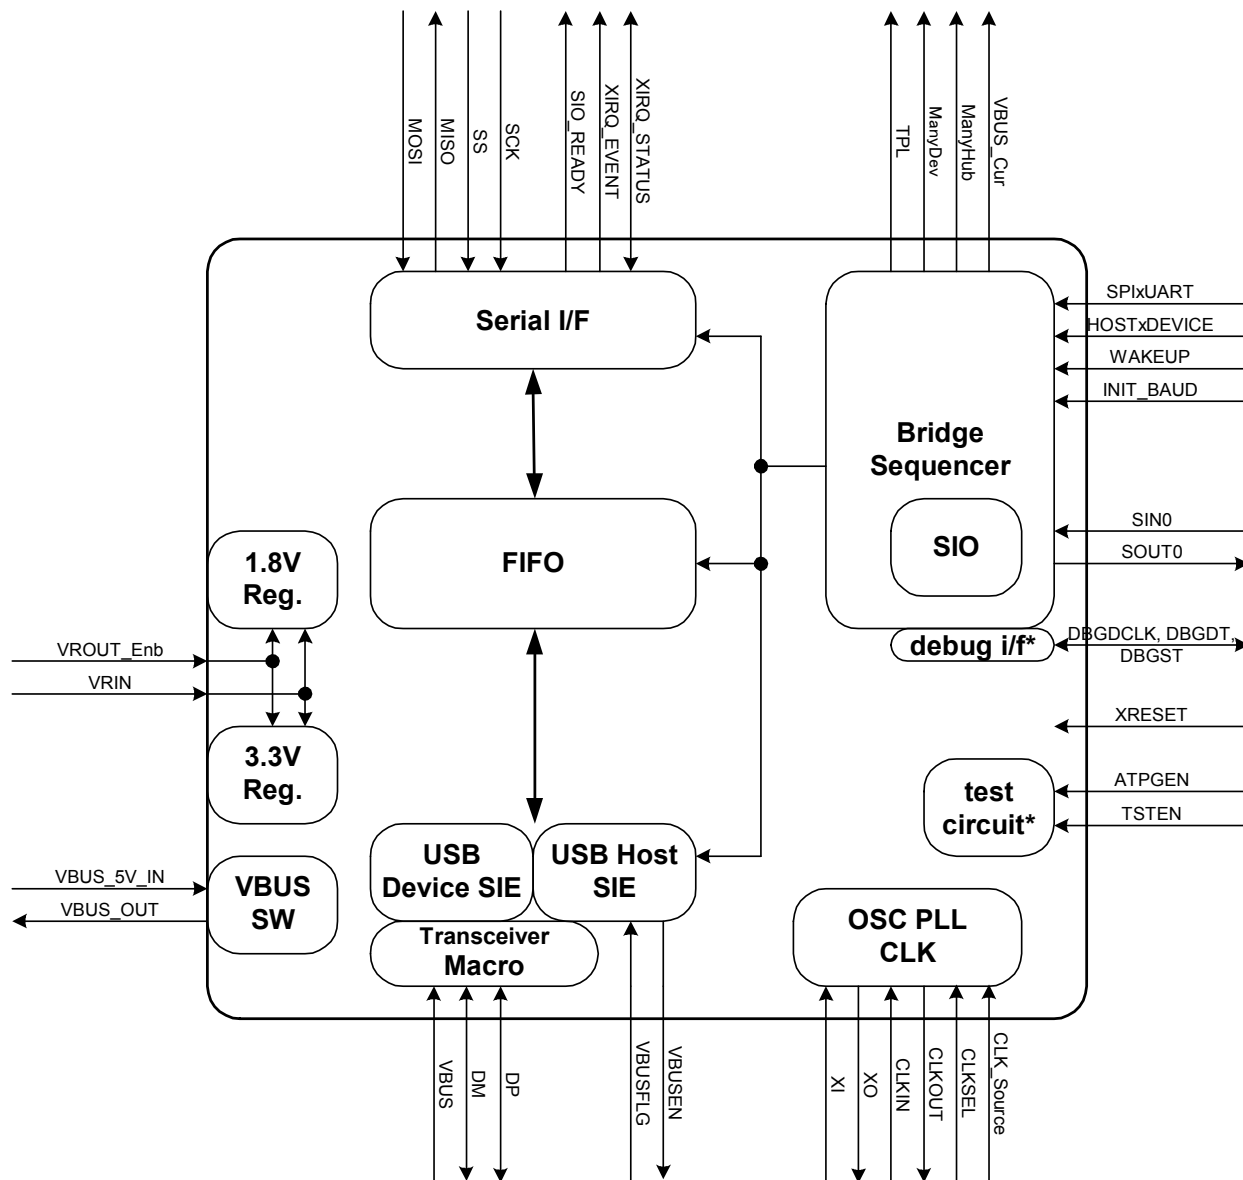 MOSI
MISO
SS
SCK
SIO_READY
XIRQ_EVENT
XIRQ_STATUS
TPL
ManyDev
ManyHub
VBUS_Cur
Serial I/F
SPIxUART
HOSTxDEVICE
WAKEUP
INIT_BAUD
Bridge
Sequencer
SIO
SIN0
SOUT0
FIFO
1.8V
Reg.
debug i/f*
DBGDCLK, DBGDT,
DBGST
VROUT_Enb
VRIN
3.3V
Reg.
XRESET
test
circuit*
ATPGEN
TSTEN
USB
Device SIE
USB Host
SIE
VBUS_5V_IN
VBUS_OUT
VBUS
SW
Transceiver
Macro
OSC PLL
CLK
VBUS
DM
DP
VBUSFLG
VBUSEN
XI
XO
CLKIN
CLKOUT
CLKSEL
CLK_Source